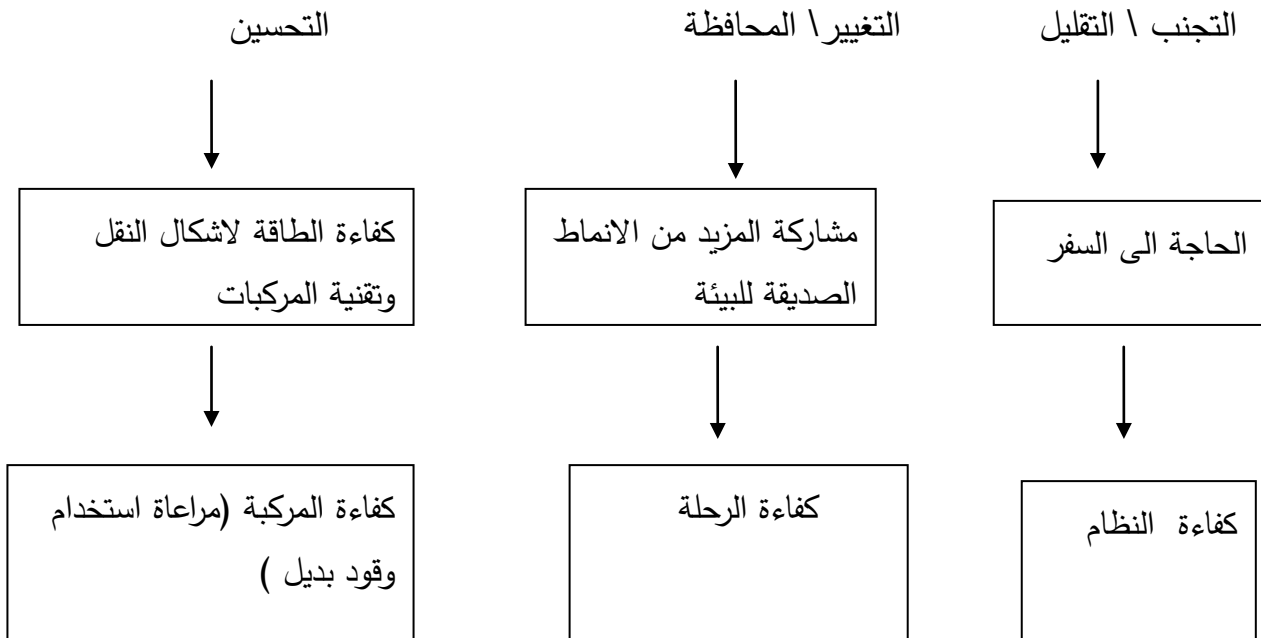 التجنب \ التقليل
التغيير\ المحافظة
التحسين
الحاجة الى السفر
مشاركة المزيد من الانماط
الصديقة للبيئة
كفاءة الطاقة لاشكال النقل
وتقنية المركبات
كفاءة النظام
كفاءة الرحلة
كفاءة المركبة (مراعاة استخدام
وقود بديل )